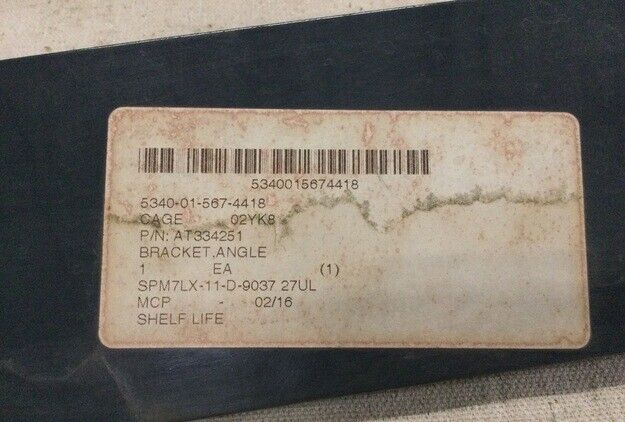 5340015674418
5340-01-567-4418
CAGE 02YK8
P/N: AT334251
BRACKET,ANGLE
1 EA (1)
SPM7LX-11-D-9037 27UL
MCP - 02/16
SHELF LIFE